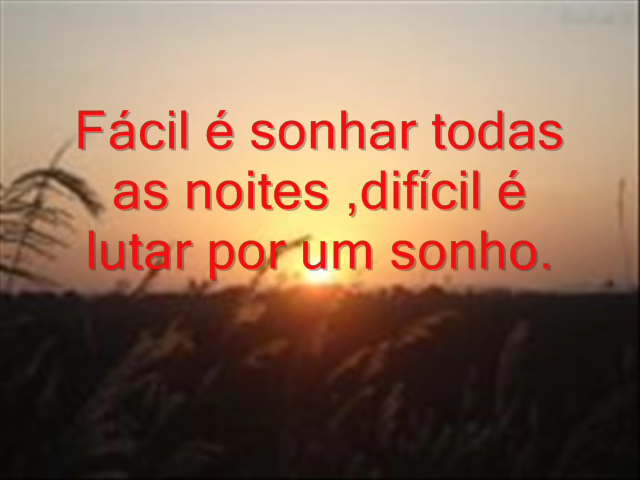 Fácil é sonhar todas
as noites ,difícil é
lutar por um sonho.